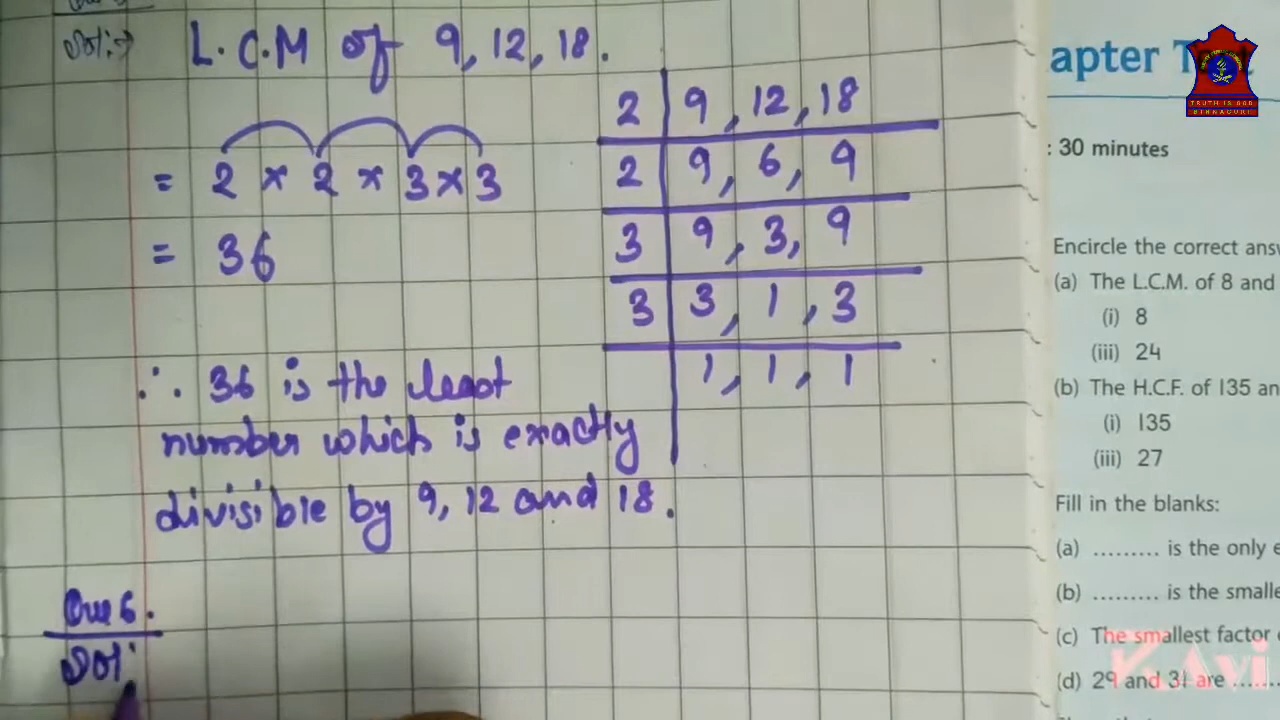 Sol:→ L.C.M of 9, 12, 18.
2 9, 12, 18
= 2 × 2 × 3 × 3
2 9, 6, 9
= 36
3 9, 3, 9
3 3, 1, 3
1, 1, 1
∴ 36 is the least
number which is exactly
divisible by 9, 12 and 18.
Que 6.
Sol:
TRUTH IS GOD
: 30 minutes
Encircle the correct
(a) The L.C.M. of 8 and
(i) 8
(iii) 24
(b) The H.C.F. of 135
(i) 135
(iii) 27
Fill in the blanks:
(a) ......... is the only
(b) ......... is the
(c) The smallest factor
(d) 29 and 31 are .......